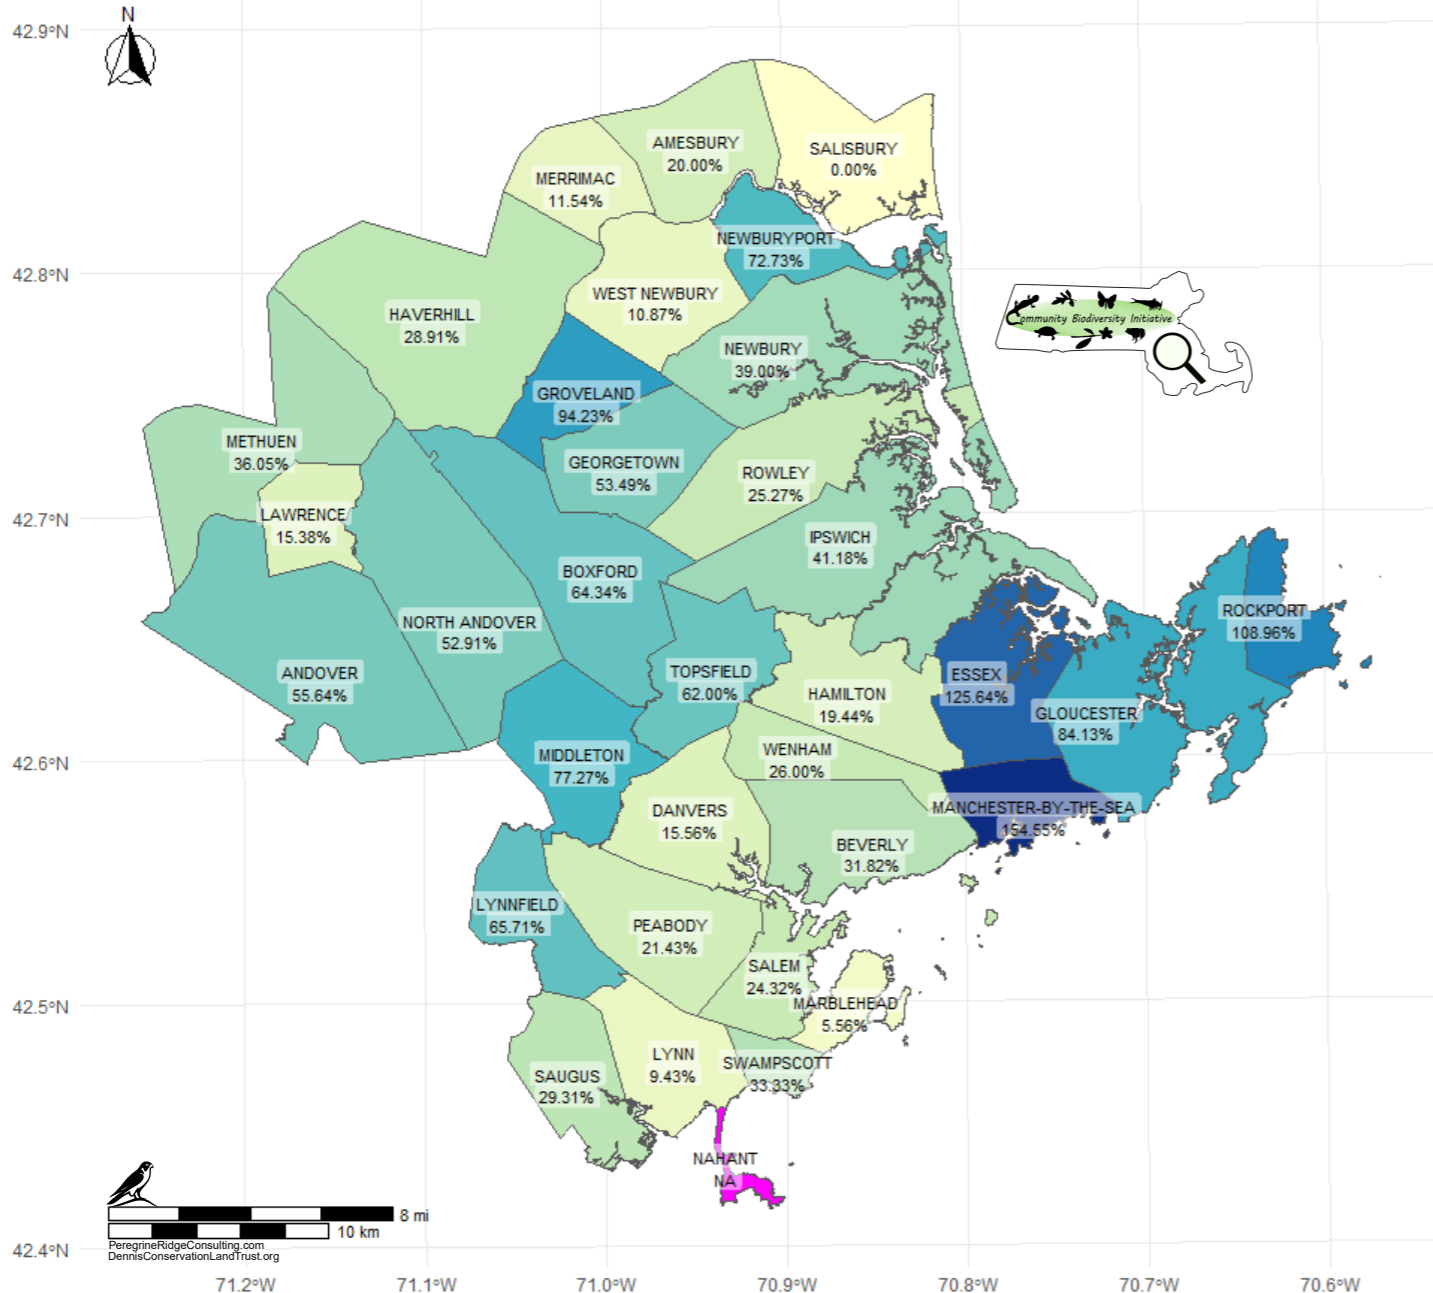 N
42.9°N
42.8°N
42.7°N
42.6°N
42.5°N
42.4°N
71.2°W
71.1°W
71.0°W
70.9°W
70.8°W
70.7°W
70.6°W
AMESBURY
20.00%
SALISBURY
0.00%
MERRIMAC
11.54%
NEWBURYPORT
72.73%
WEST NEWBURY
10.87%
HAVERHILL
28.91%
Community Biodiversity Initiative
NEWBURY
39.00%
GROVELAND
94.23%
METHUEN
36.05%
GEORGETOWN
53.49%
ROWLEY
25.27%
LAWRENCE
15.38%
IPSWICH
41.18%
BOXFORD
64.34%
ROCKPORT
108.96%
NORTH ANDOVER
52.91%
ANDOVER
55.64%
TOPSFIELD
62.00%
ESSEX
125.64%
HAMILTON
19.44%
GLOUCESTER
84.13%
WENHAM
26.00%
MIDDLETON
77.27%
MANCHESTER-BY-THE-SEA
154.55%
DANVERS
15.56%
BEVERLY
31.82%
LYNNFIELD
65.71%
PEABODY
21.43%
SALEM
24.32%
MARBLEHEAD
5.56%
LYNN
9.43%
SWAMPSCOTT
33.33%
SAUGUS
29.31%
NAHANT
NA
8 mi
10 km
PeregrineRidgeConsulting.com
DennisConservationLandTrust.org